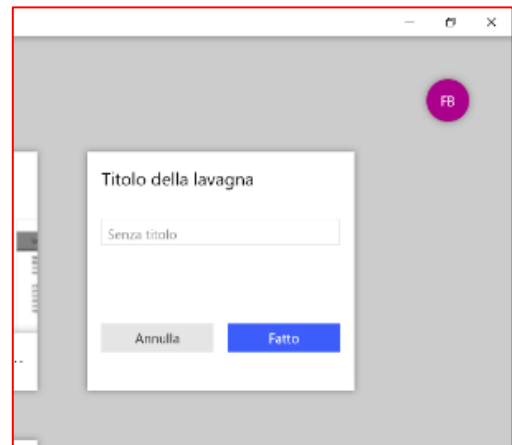 FB
Titolo della lavagna
Senza titolo
Annulla
Fatto
..